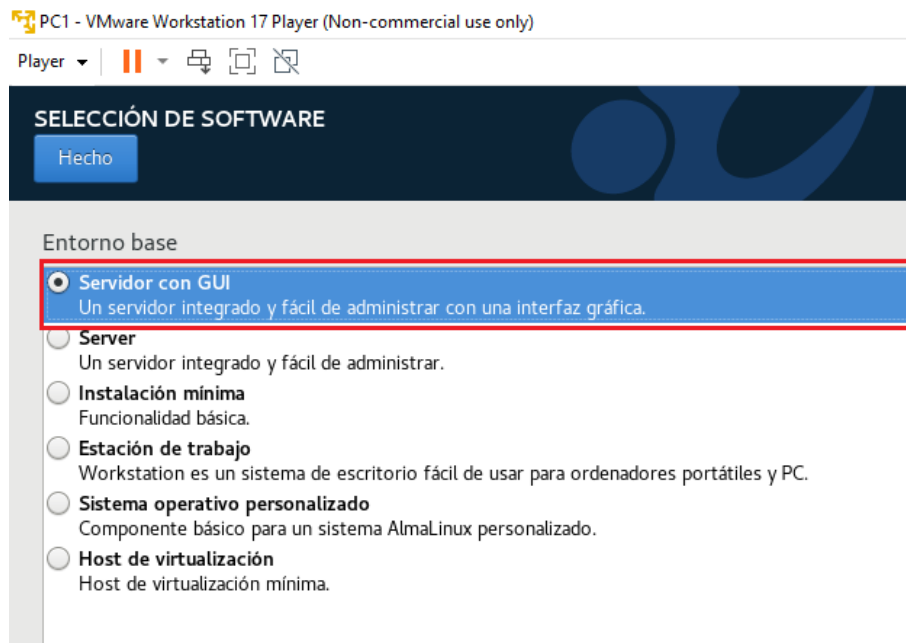 PC1 - VMware Workstation 17 Player (Non-commercial use only)
Player
SELECCIÓN DE SOFTWARE
Hecho
Entorno base
Servidor con GUI
Un servidor integrado y fácil de administrar con una interfaz gráfica.
Server
Un servidor integrado y fácil de administrar.
Instalación mínima
Funcionalidad básica.
Estación de trabajo
Workstation es un sistema de escritorio fácil de usar para ordenadores portátiles y PC.
Sistema operativo personalizado
Componente básico para un sistema AlmaLinux personalizado.
Host de virtualización
Host de virtualización mínima.